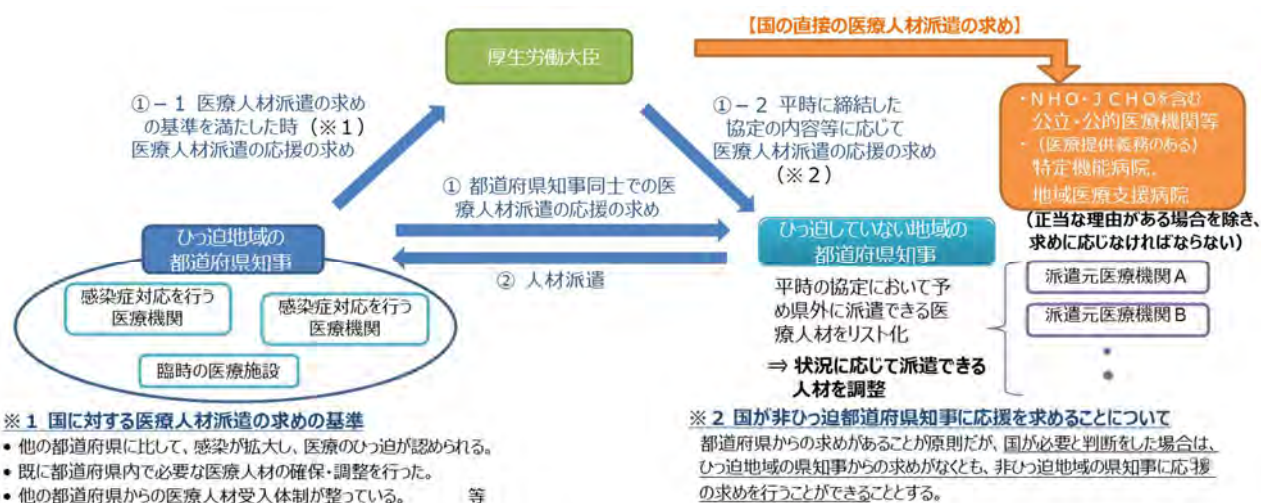 【国の直接の医療人材派遣の求め】
厚生労働大臣
①－１ 医療人材派遣の求め
の基準を満たした時（※１）
医療人材派遣の応援の求め
①－２ 平時に締結した
協定の内容等に応じて
医療人材派遣の応援の求め
（※２）
・ＮＨＯ・ＪＣＨＯを含む
公立・公的医療機関等
・（医療提供義務のある）
特定機能病院、
地域医療支援病院
（正当な理由がある場合を除き、
求めに応じなければならない）
① 都道府県知事同士での医
療人材派遣の応援の求め
ひっ迫地域の
都道府県知事
ひっ迫していない地域の
都道府県知事
② 人材派遣
感染症対応を行う
医療機関
感染症対応を行う
医療機関
臨時の医療施設
平時の協定において予
め県外に派遣できる医
療人材をリスト化
⇒ 状況に応じて派遣できる
人材を調整
派遣元医療機関Ａ
派遣元医療機関Ｂ
※１ 国に対する医療人材派遣の求めの基準
• 他の都道府県に比して、感染が拡大し、医療のひっ迫が認められる。
• 既に都道府県内で必要な医療人材の確保・調整を行った。
• 他の都道府県からの医療人材受入体制が整っている。 等
※２ 国が非ひっ迫都道府県知事に応援を求めることについて
都道府県からの求めがあることが原則だが、国が必要と判断をした場合は、
ひっ迫地域の県知事からの求めがなくとも、非ひっ迫地域の県知事に応援
の求めを行うことができることとする。